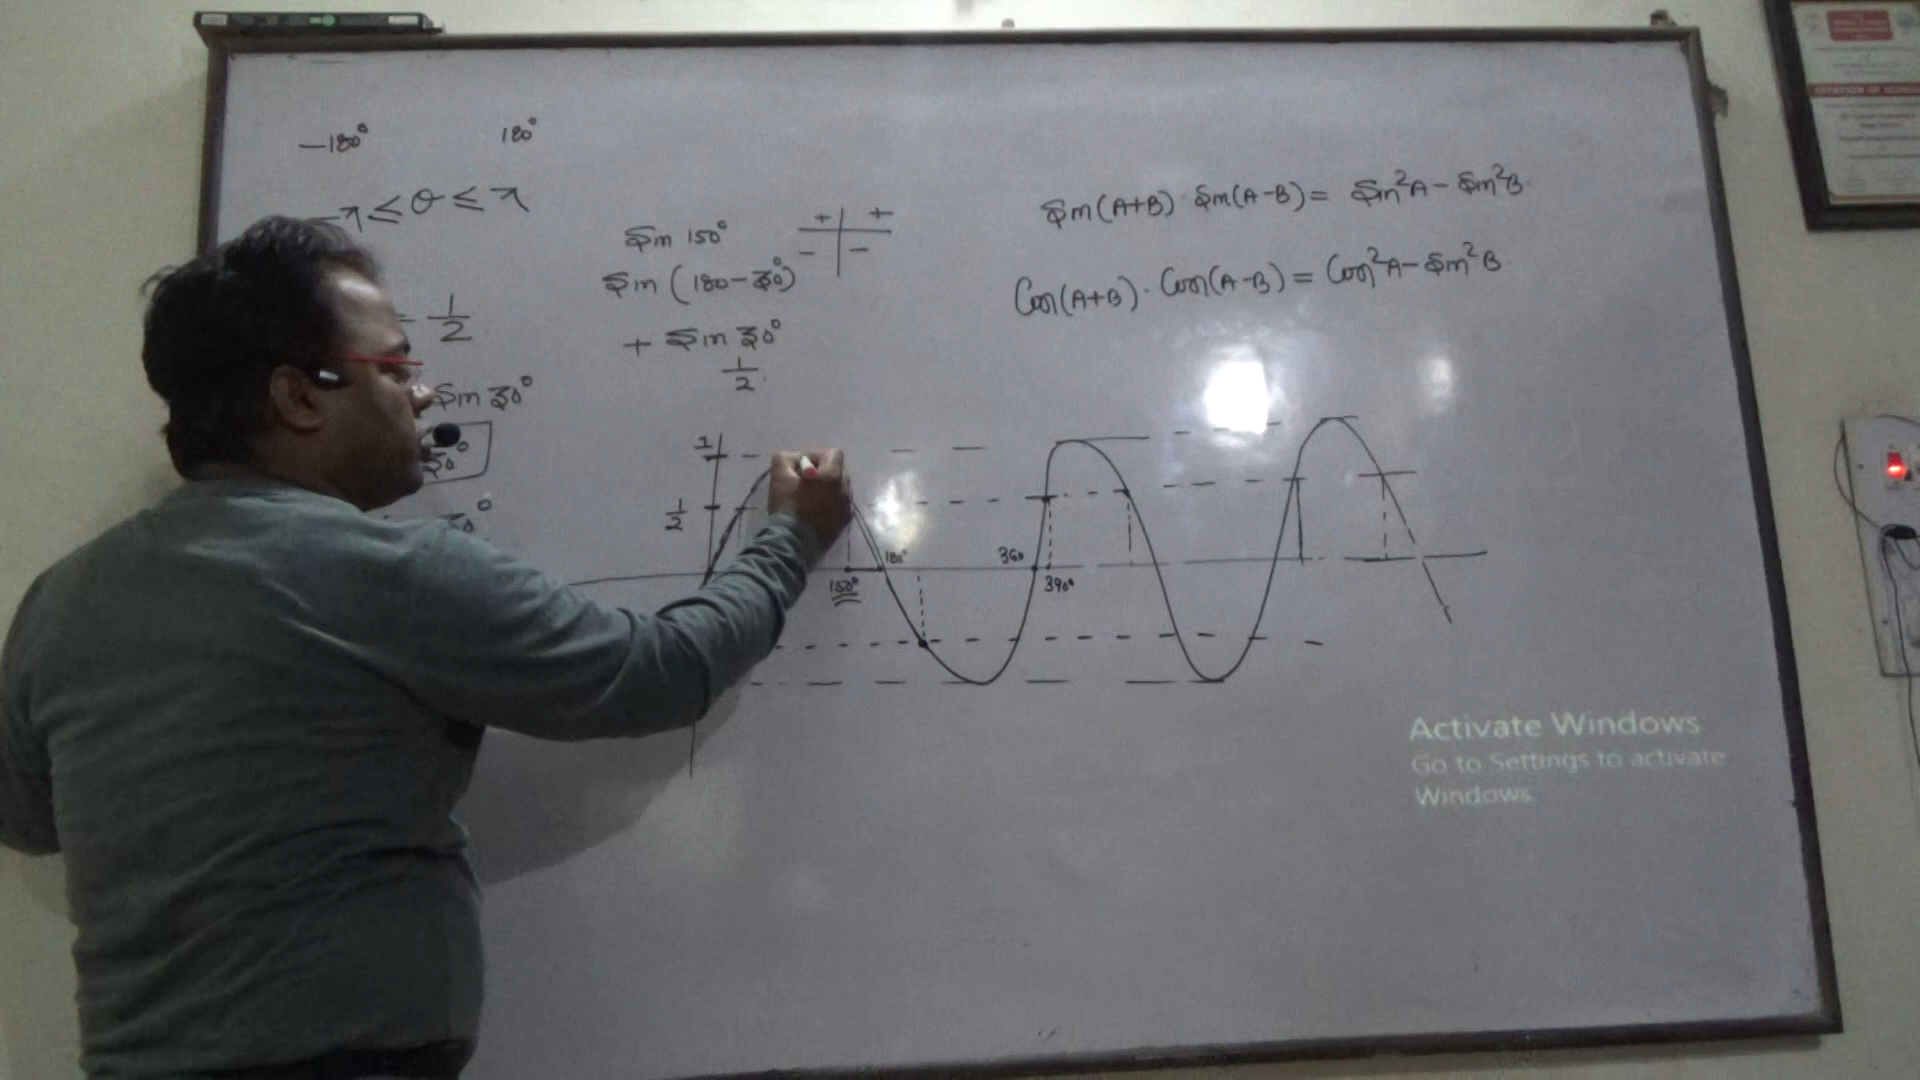 -180° 180°
-π ≤ θ ≤ π
= 1/2
Sin 30°
30°
Sin 150°
+ +
- -
Sin (180-30°)
+ Sin 30°
1/2
Sin(A+B) · Sin(A-B) = Sin²A - Sin²B
Cos(A+B) · Cos(A-B) = Cos²A - Sin²B
1
1/2
180°
150°
360
390°
Activate Windows
Go to Settings to activate
Windows.